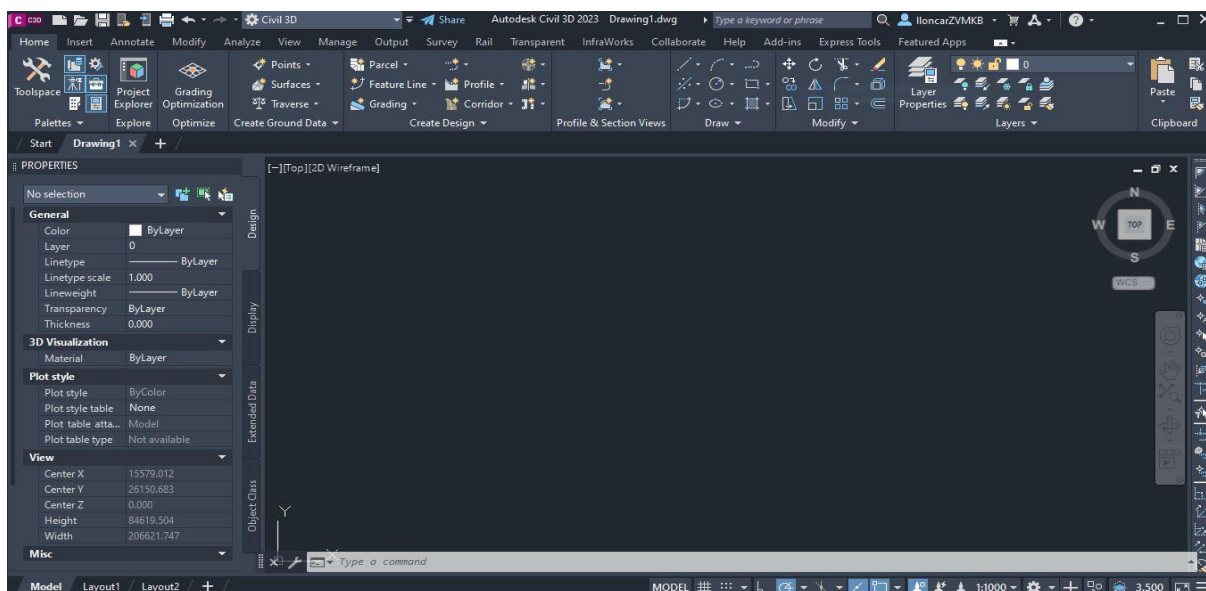 C C3D Civil 3D Share Autodesk Civil 3D 2023 Drawing1.dwg Type a keyword or phrase lloncarZVMKB
Home Insert Annotate Modify Analyze View Manage Output Survey Rail Transparent InfraWorks Collaborate Help Add-ins Express Tools Featured Apps
Points Parcel 0
Toolspace Project Explorer Grading Optimization Surfaces Feature Line Profile Layer Properties Paste
Traverse Grading Corridor
Palettes Explore Optimize Create Ground Data Create Design Profile & Section Views Draw Modify Layers Clipboard
Start Drawing1 +
PROPERTIES
[−][Top][2D Wireframe]
No selection
General
Color ByLayer
Layer 0
Linetype ByLayer
Linetype scale 1.000
Lineweight ByLayer
Transparency ByLayer
Thickness 0.000
3D Visualization
Material ByLayer
Plot style
Plot style ByColor
Plot style table None
Plot table atta... Model
Plot table type Not available
View
Center X 15579.012
Center Y 26150.683
Center Z 0.000
Height 84619.504
Width 206621.747
Misc
Design
Display
Extended Data
Object Class
N
W TOP E
S
WCS
Y
X
Type a command
Model Layout1 Layout2 + MODEL 1:1000 3.500